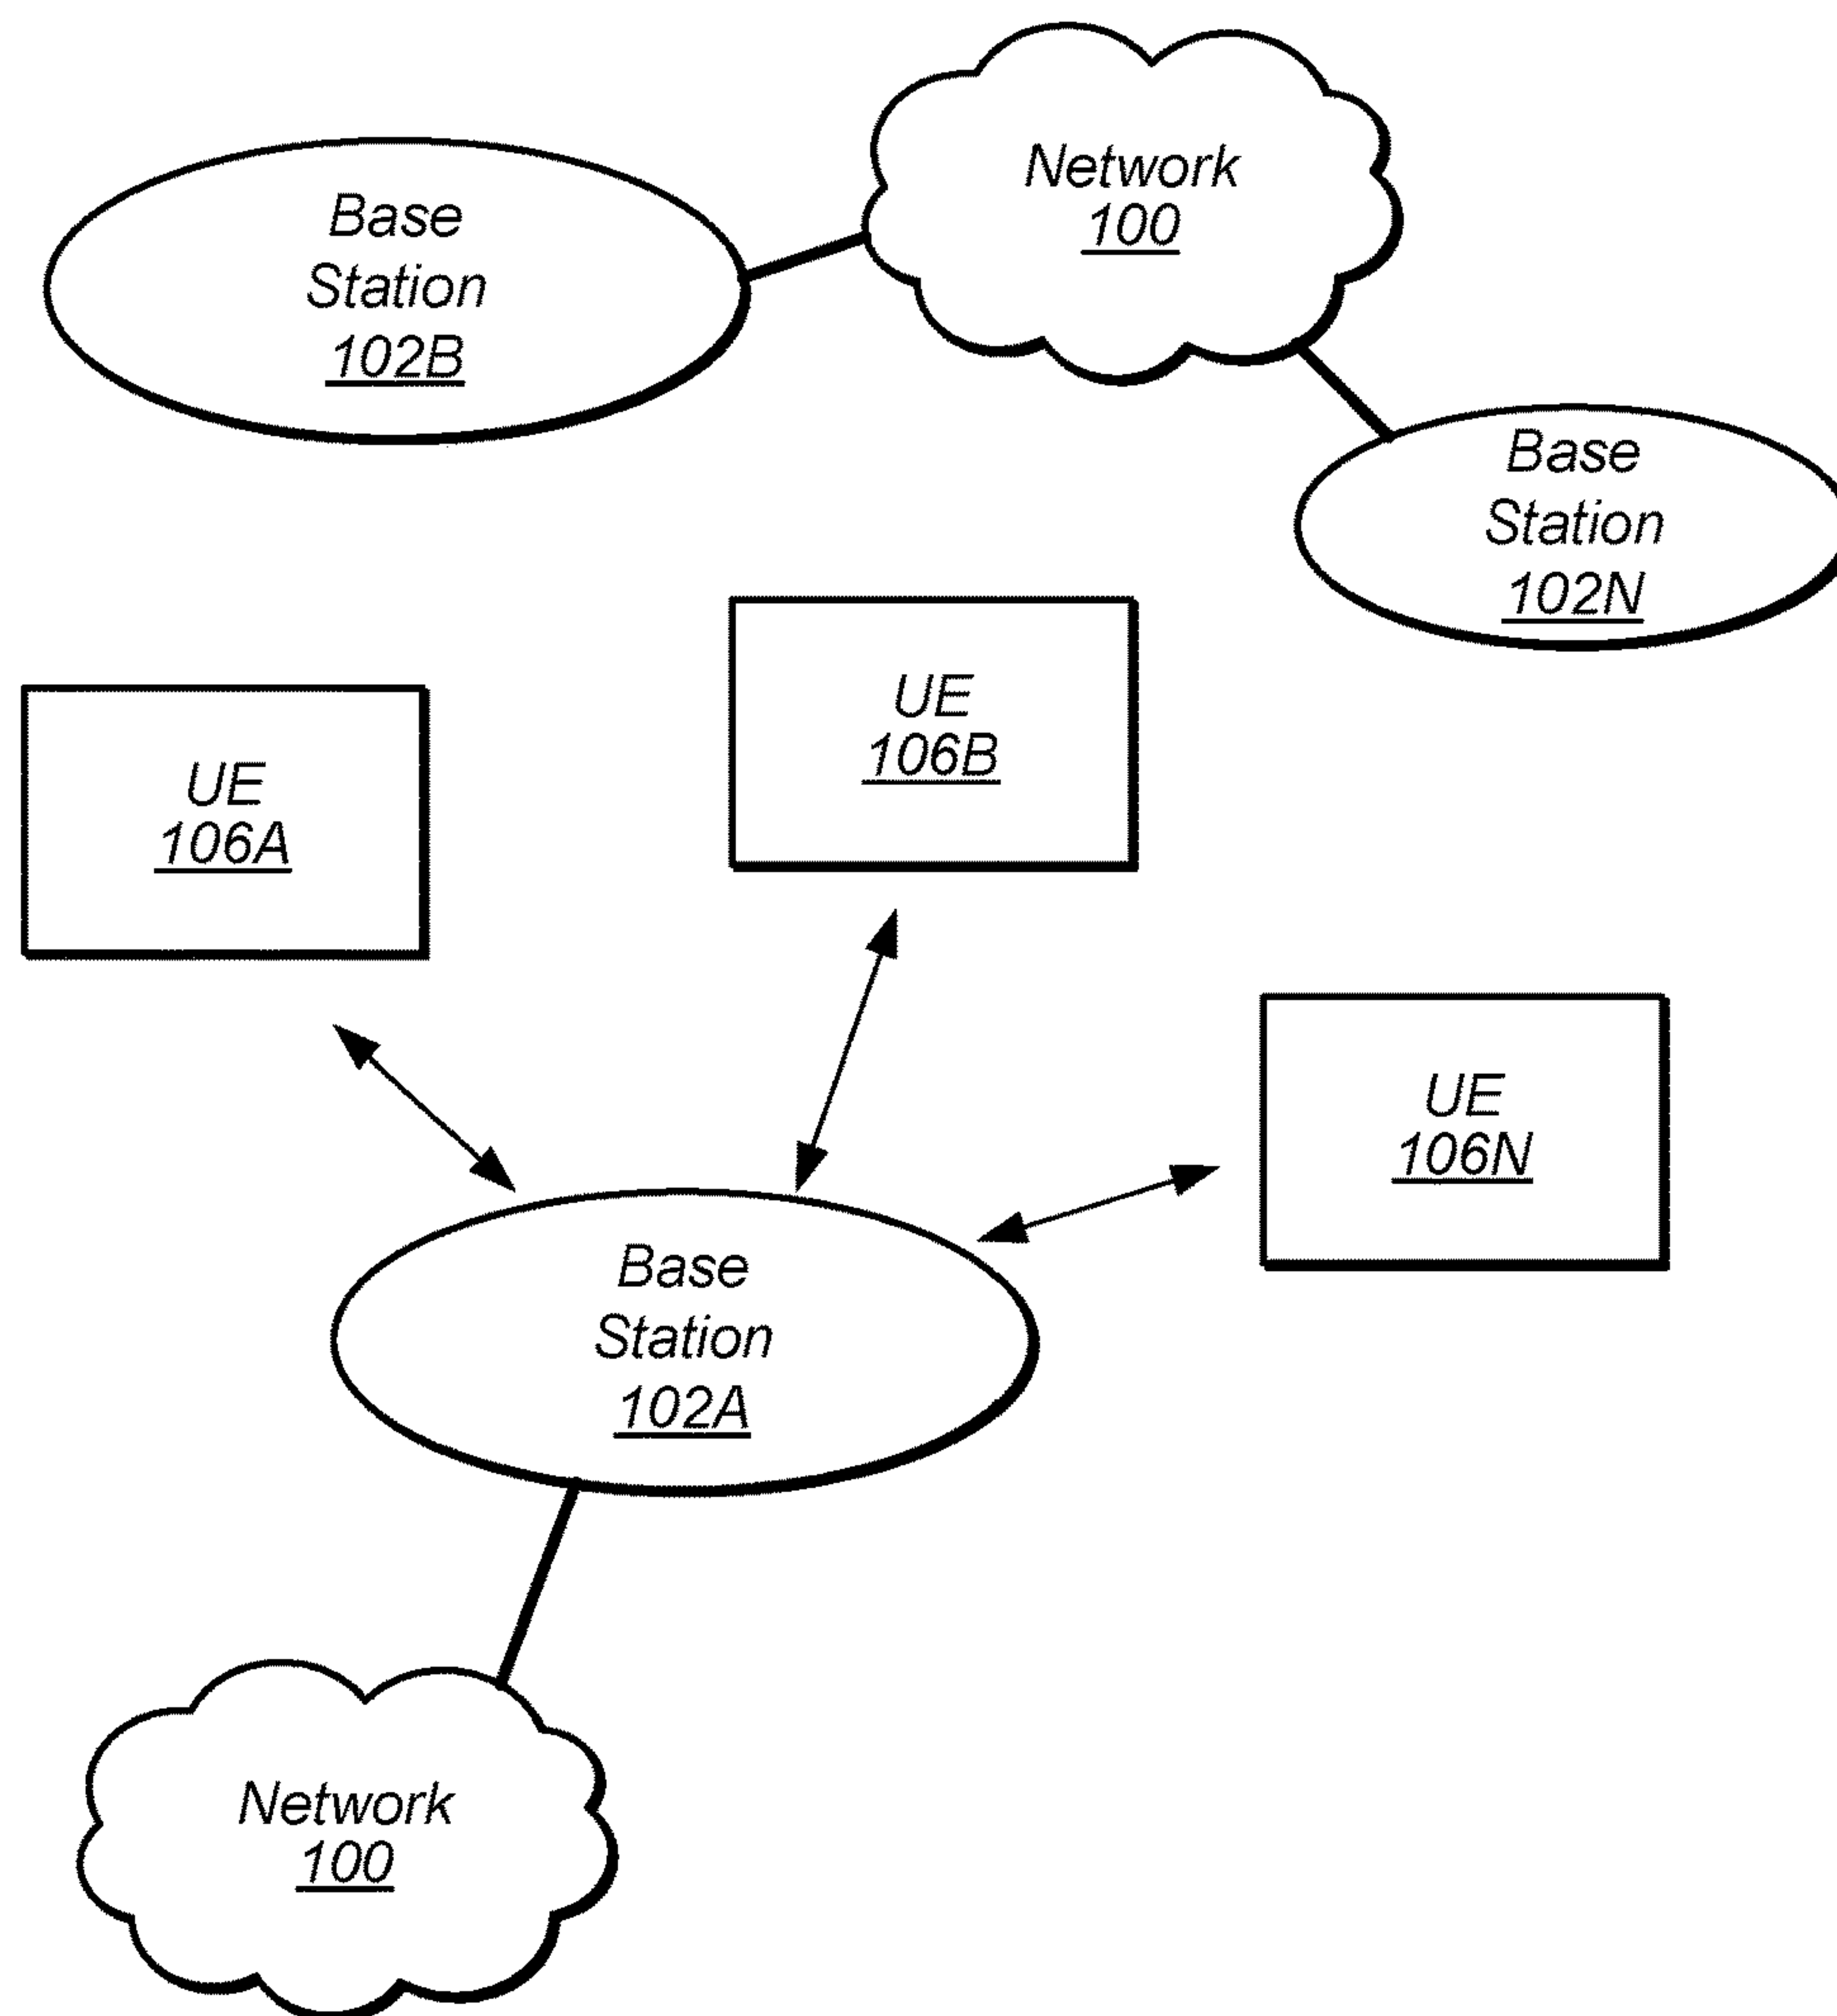 Network
100
Base
Station
102B
Base
Station
102N
UE
106B
UE
106A
UE
106N
Base
Station
102A
Network
100